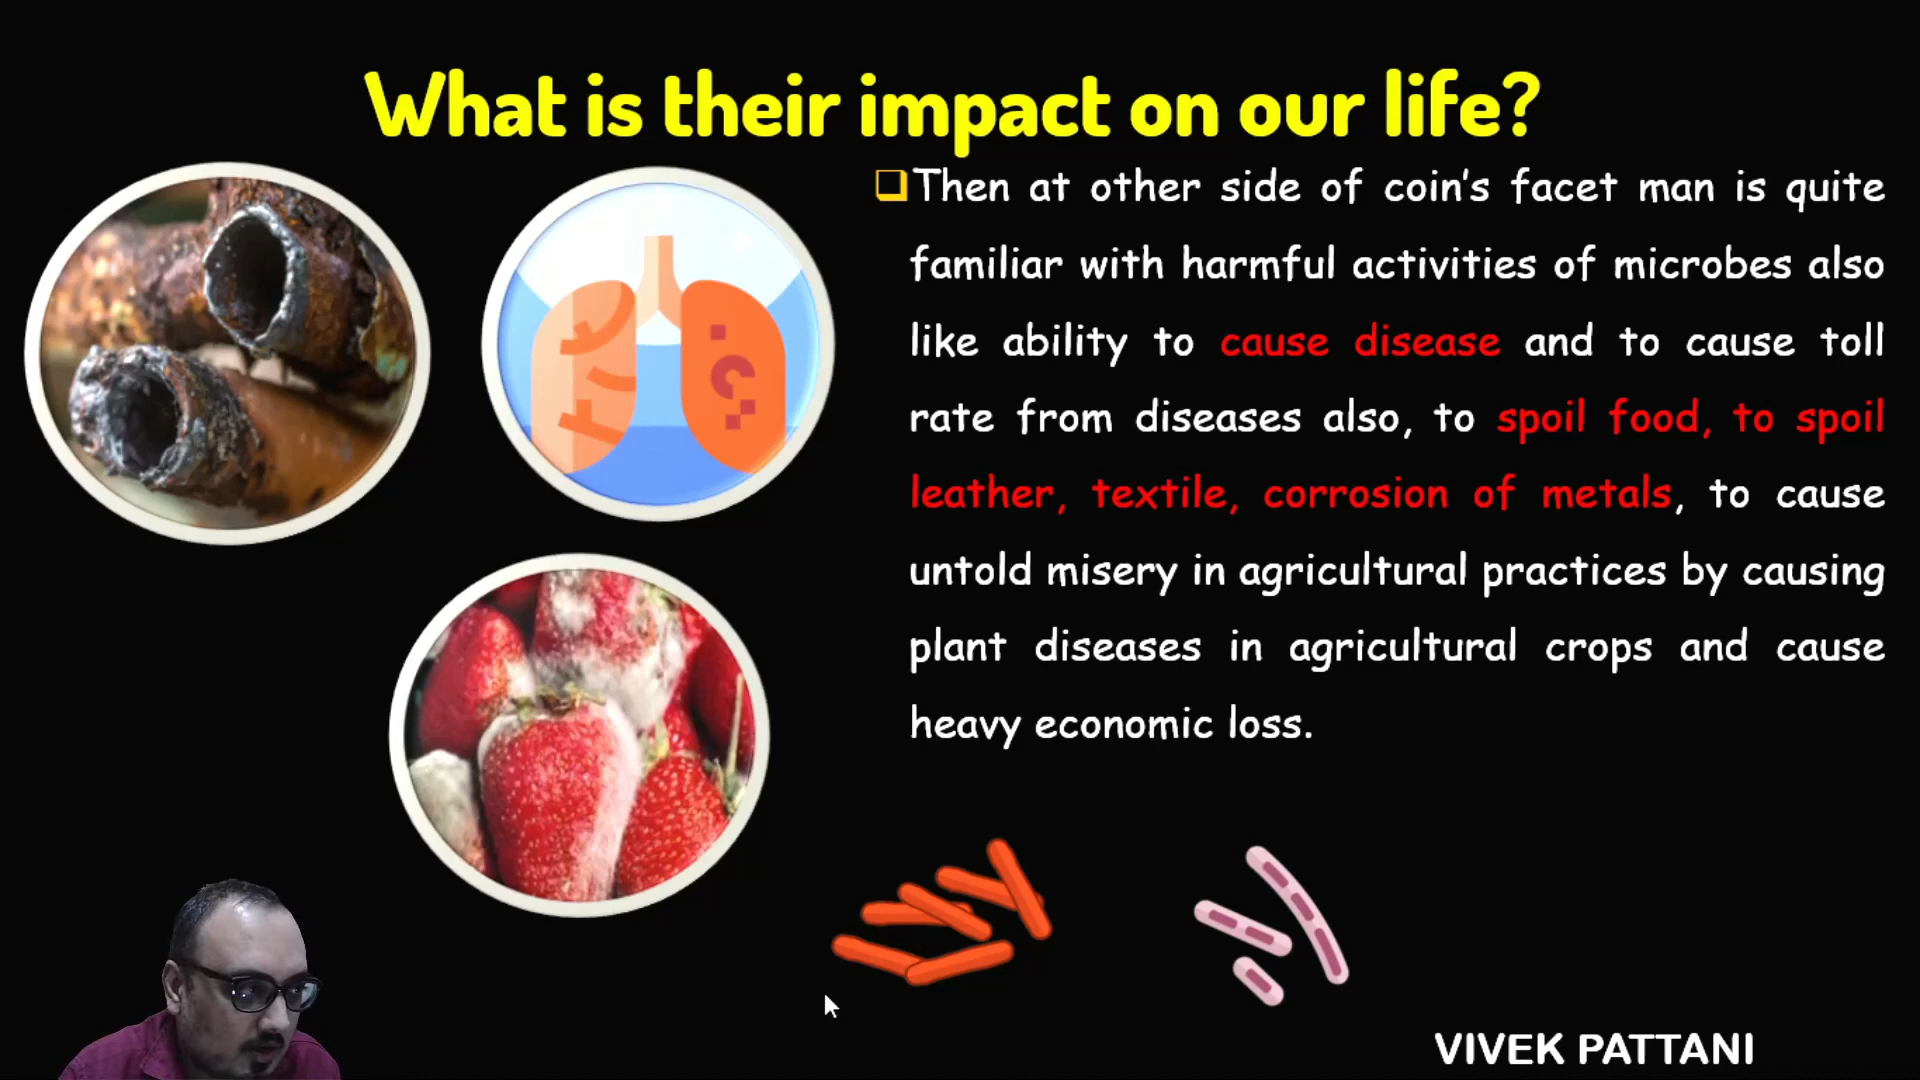 What is their impact on our life?
❑Then at other side of coin's facet man is quite
familiar with harmful activities of microbes also
like ability to cause disease and to cause toll
rate from diseases also, to spoil food, to spoil
leather, textile, corrosion of metals, to cause
untold misery in agricultural practices by causing
plant diseases in agricultural crops and cause
heavy economic loss.
VIVEK PATTANI